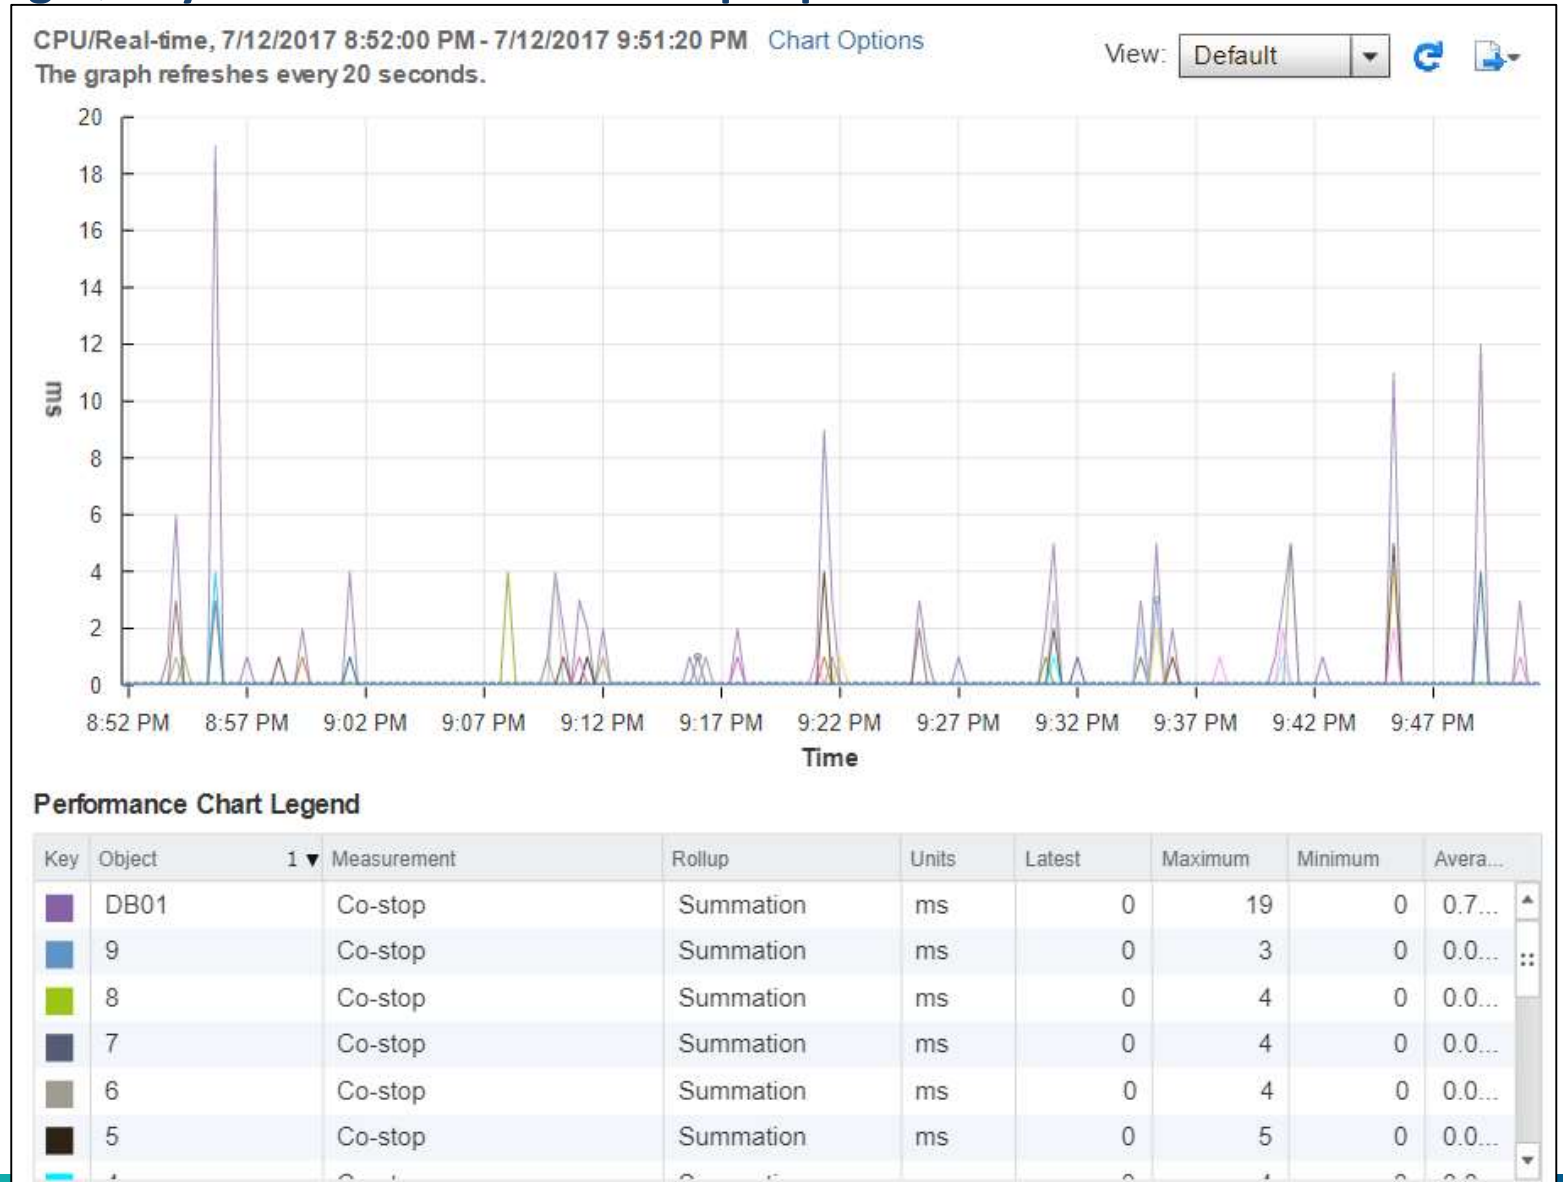 CPU/Real-time, 7/12/2017 8:52:00 PM - 7/12/2017 9:51:20 PM Chart Options View: Default
The graph refreshes every 20 seconds.
20
18
16
14
12
10
8
6
4
2
0
ms
8:52 PM 8:57 PM 9:02 PM 9:07 PM 9:12 PM 9:17 PM 9:22 PM 9:27 PM 9:32 PM 9:37 PM 9:42 PM 9:47 PM
Time
Performance Chart Legend
Key Object 1 ▼ Measurement Rollup Units Latest Maximum Minimum Avera...
DB01 Co-stop Summation ms 0 19 0 0.7...
9 Co-stop Summation ms 0 3 0 0.0...
8 Co-stop Summation ms 0 4 0 0.0...
7 Co-stop Summation ms 0 4 0 0.0...
6 Co-stop Summation ms 0 4 0 0.0...
5 Co-stop Summation ms 0 5 0 0.0...